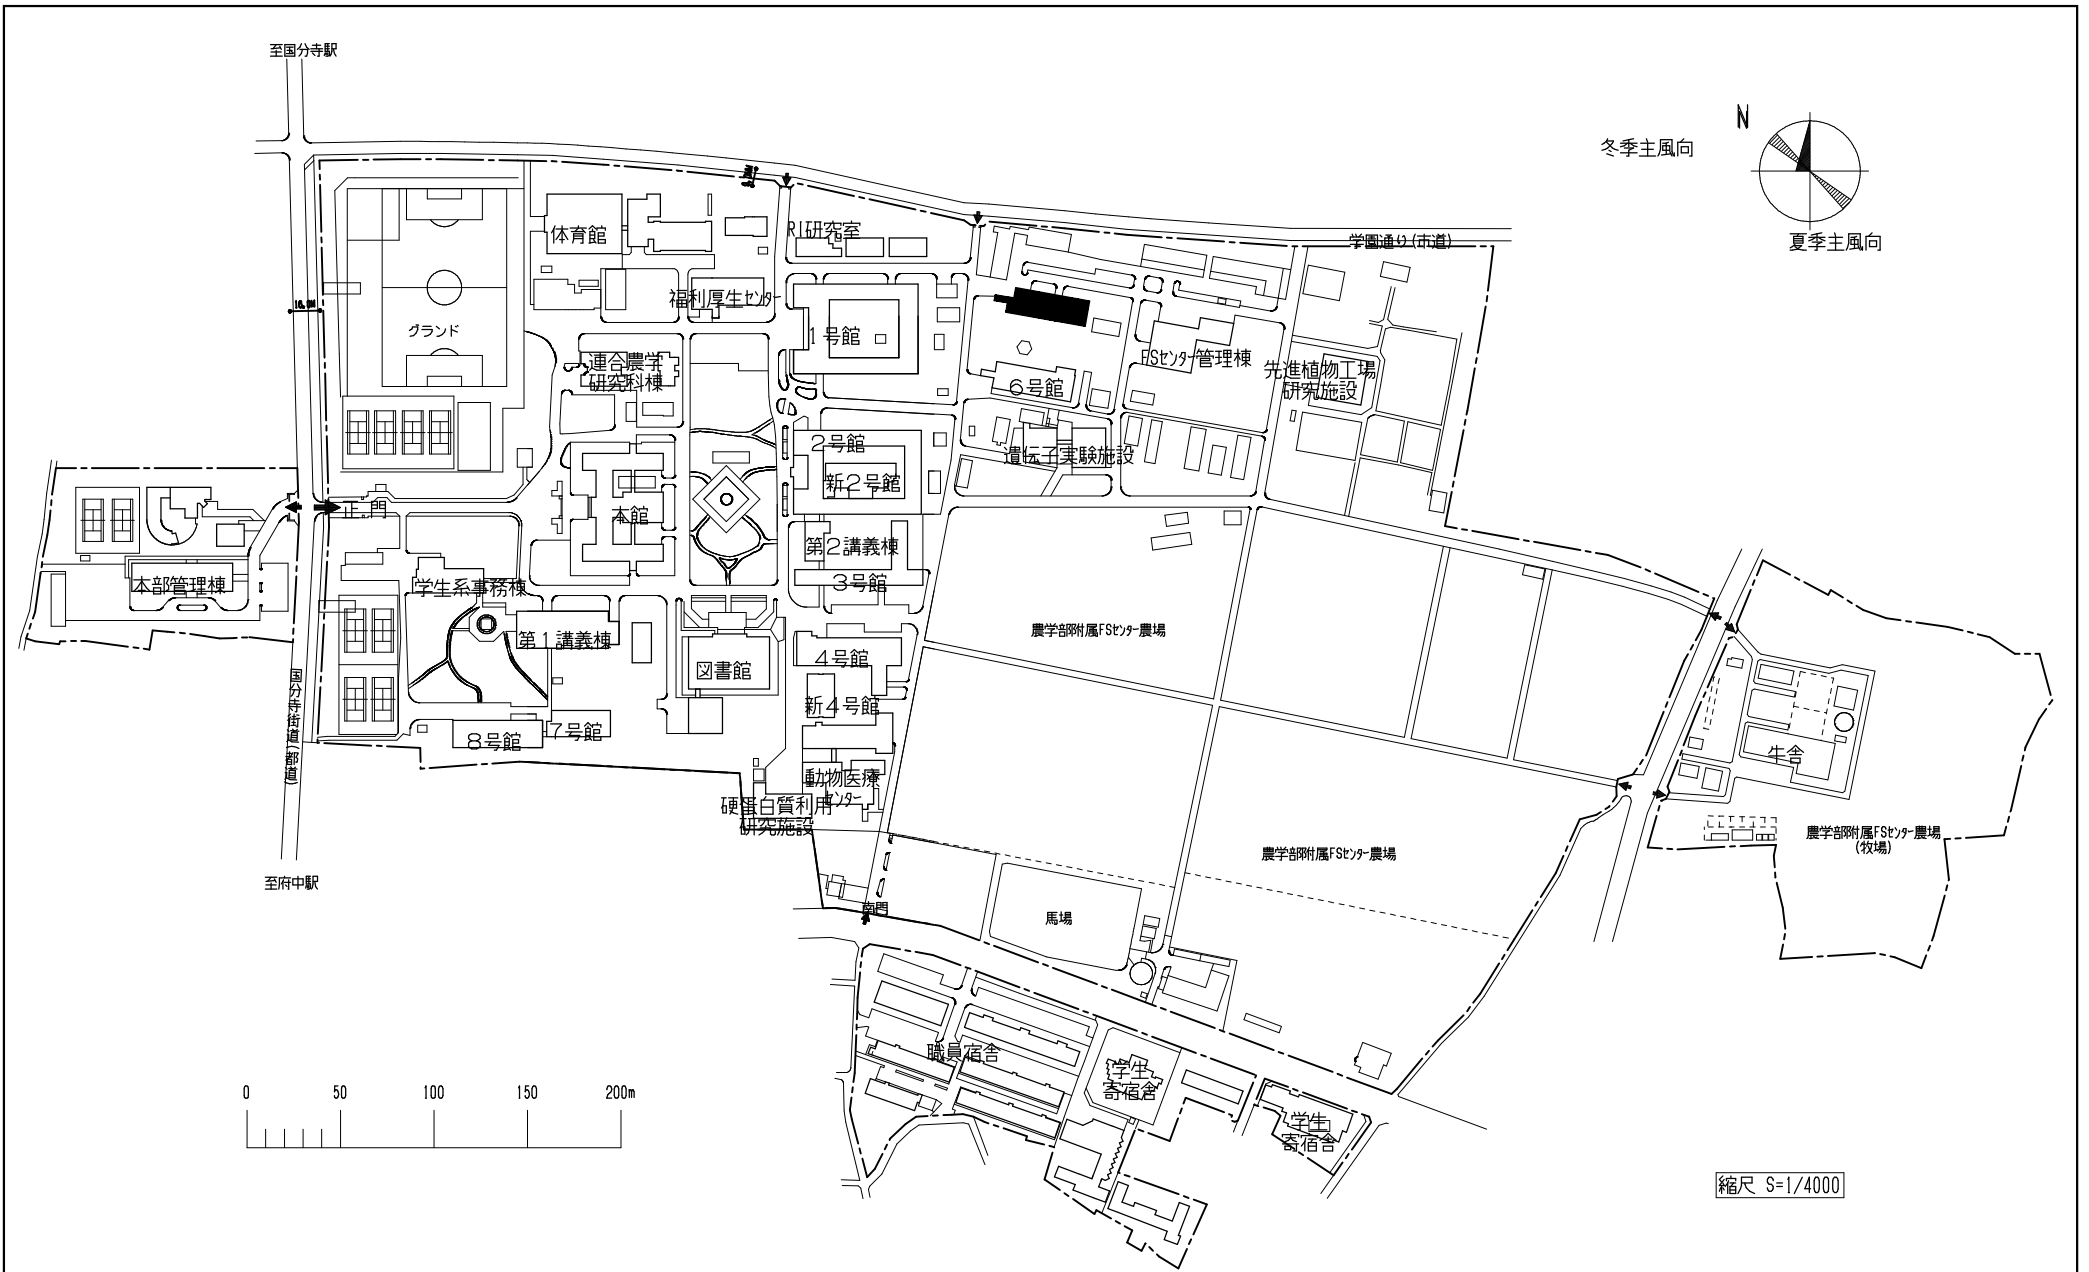 至国分寺駅
N
冬季主風向
夏季主風向
学園通り(市道)
RI研究室
体育館
福利厚生センター
16.0M
グランド
1号館
連合農学
研究科棟
6号館
FSセンター管理棟
先進植物工場
研究施設
2号館
新2号館
遺伝子実験施設
正門
本館
第2講義棟
3号館
本部管理棟
学生系事務棟
第1講義棟
農学部附属FSセンター農場
図書館
4号館
新4号館
国分寺街道(都道)
8号館
7号館
動物医療
センター
硬蛋白質利用
研究施設
牛舎
農学部附属FSセンター農場
(牧場)
農学部附属FSセンター農場
至府中駅
南門
馬場
職員宿舎
学生
寄宿舎
学生
寄宿舎
0 50 100 150 200m
縮尺 S=1/4000